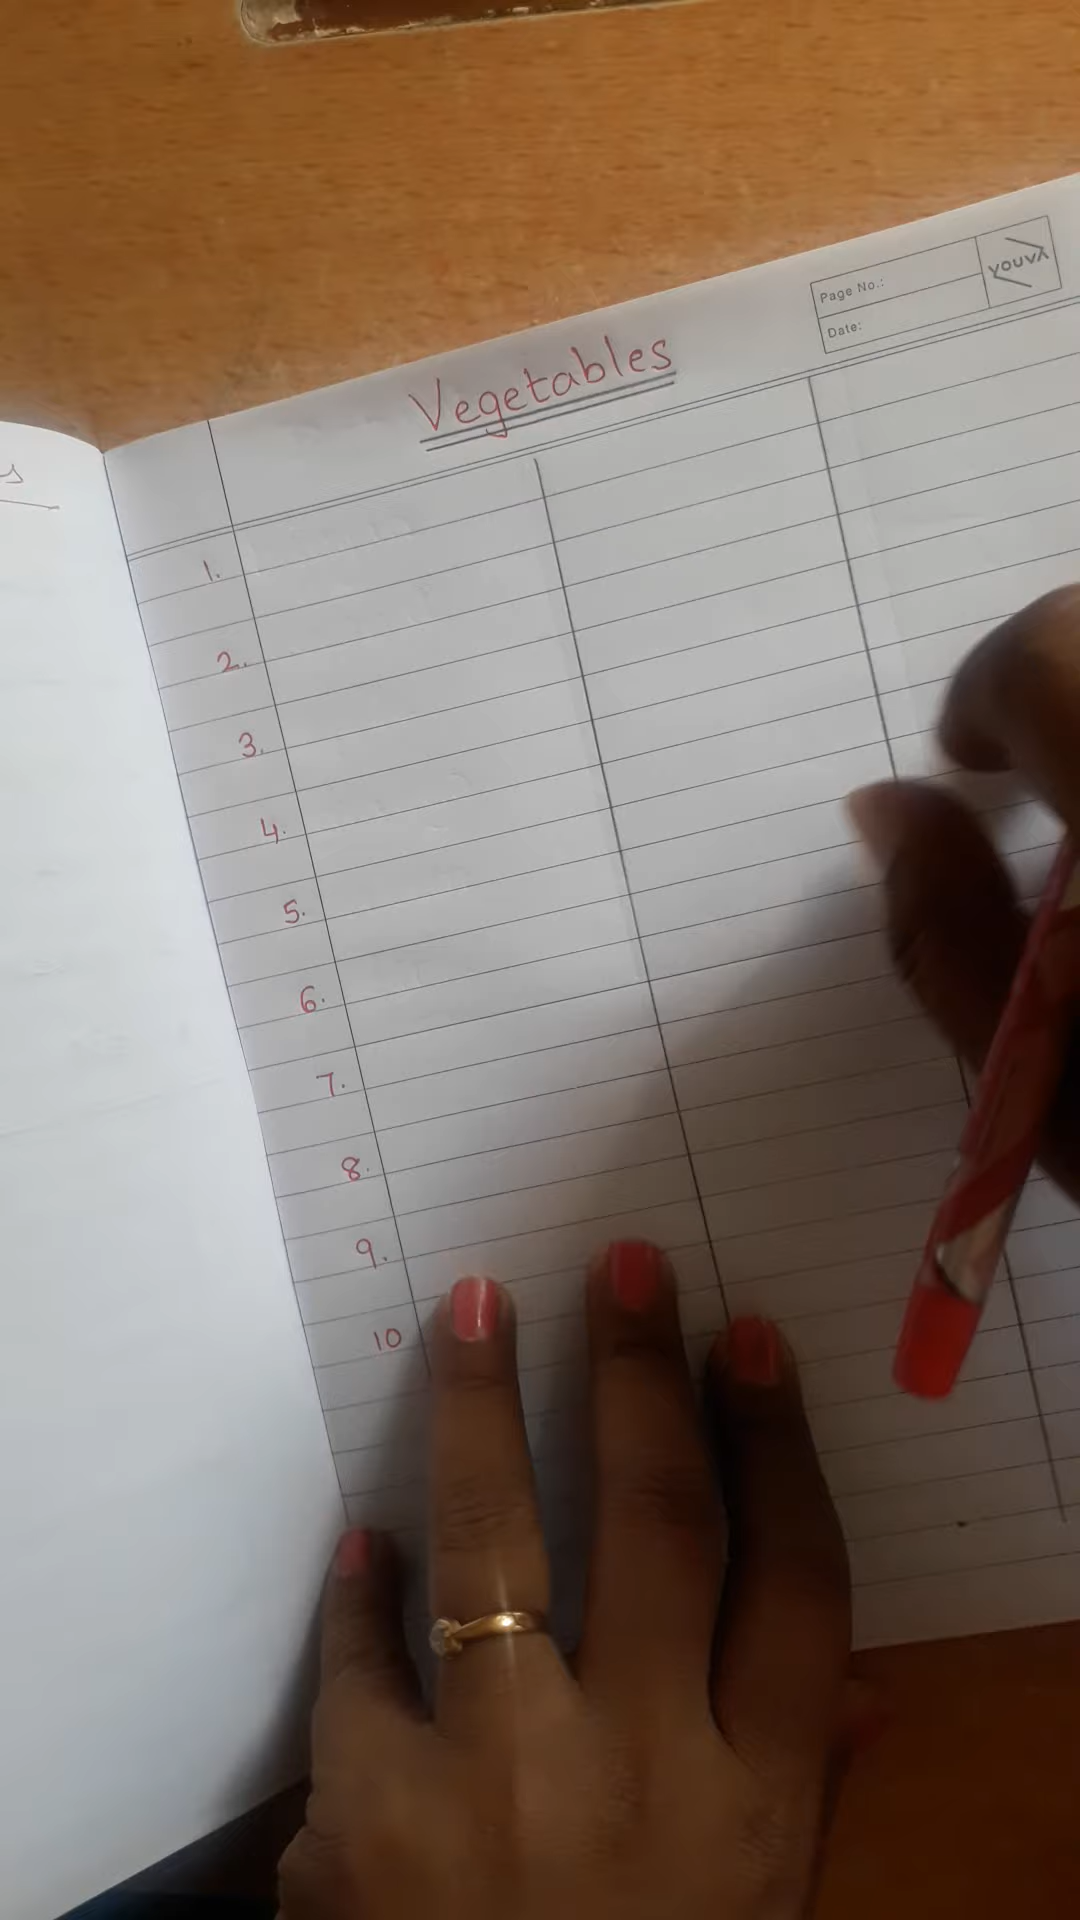 Page No.:
YOUVA
Date:
Vegetables
1.
2.
3.
4.
5.
6.
7.
8.
9.
10